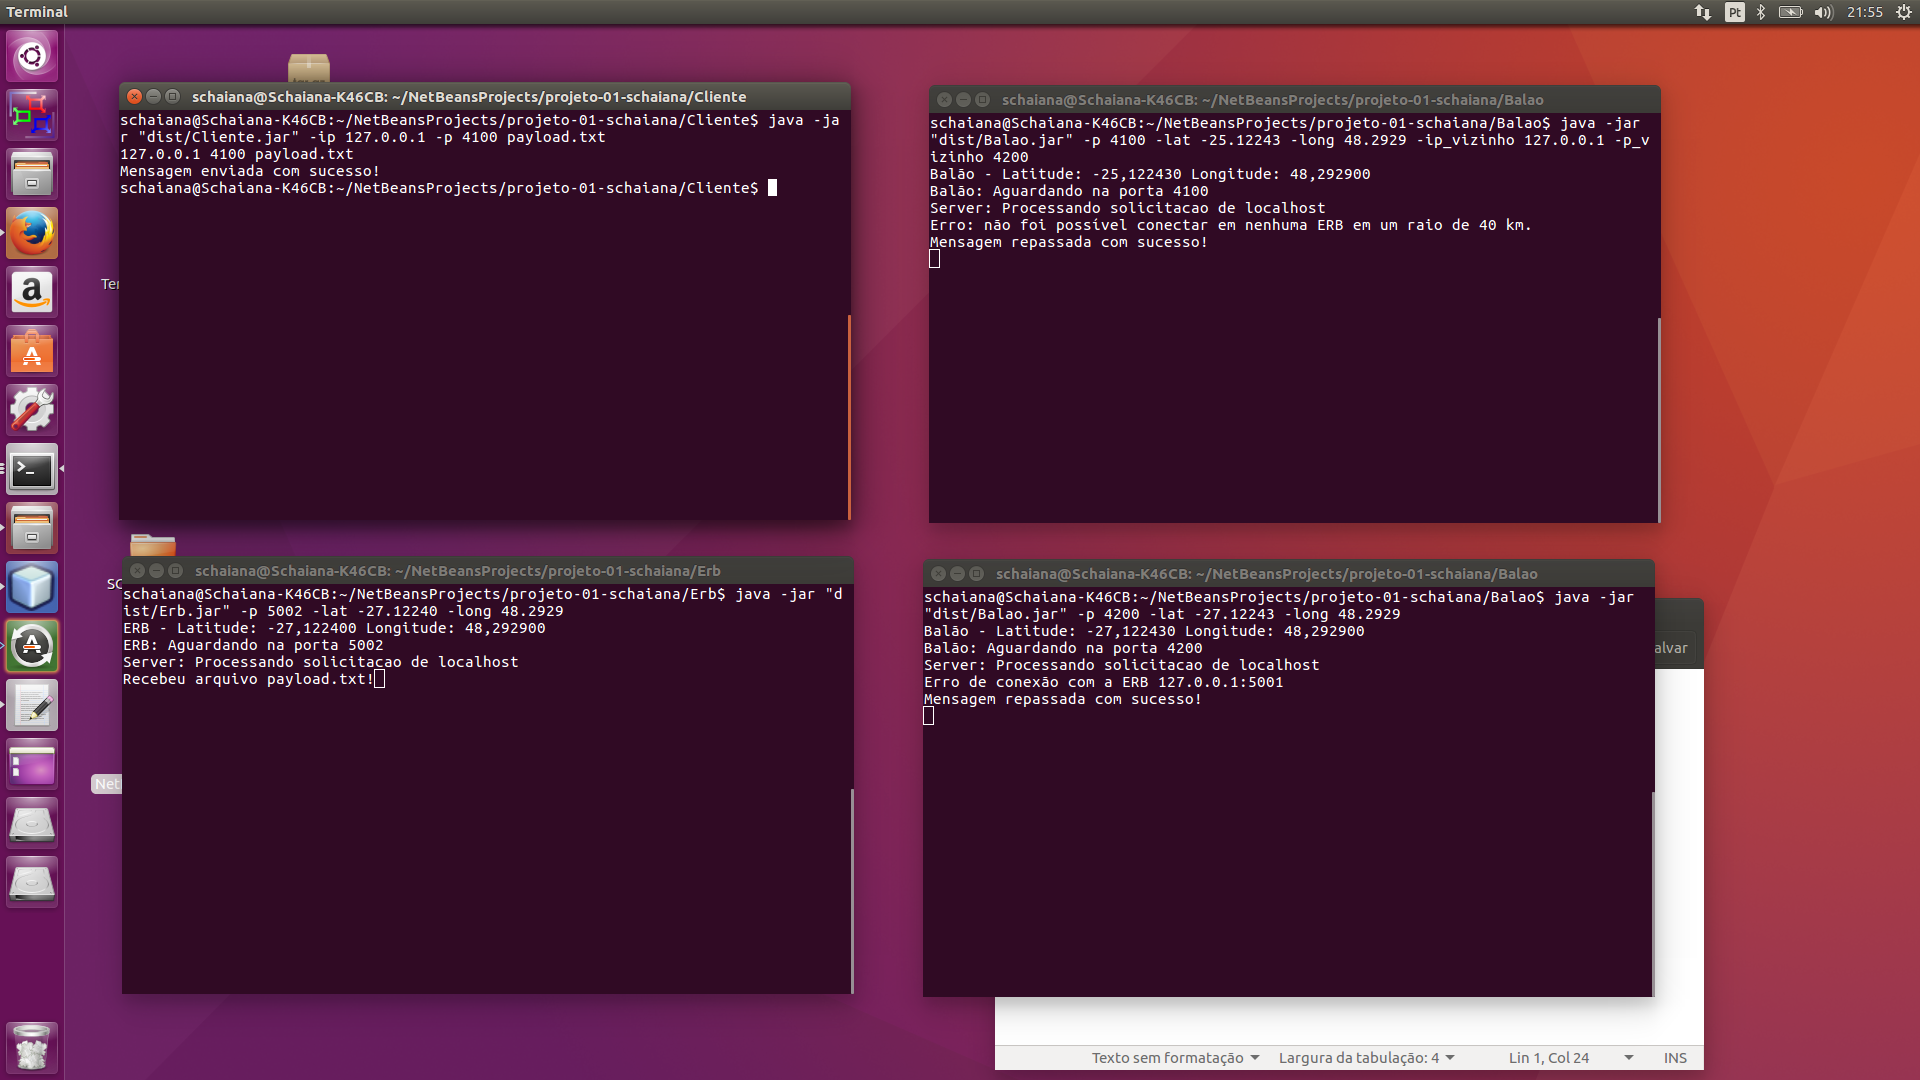 Terminal
Pt
21:55
schaiana@Schaiana-K46CB: ~/NetBeansProjects/projeto-01-schaiana/Cliente
schaiana@Schaiana-K46CB:~/NetBeansProjects/projeto-01-schaiana/Cliente$ java -ja
r "dist/Cliente.jar" -ip 127.0.0.1 -p 4100 payload.txt
127.0.0.1 4100 payload.txt
Mensagem enviada com sucesso!
schaiana@Schaiana-K46CB:~/NetBeansProjects/projeto-01-schaiana/Cliente$
schaiana@Schaiana-K46CB: ~/NetBeansProjects/projeto-01-schaiana/Balao
schaiana@Schaiana-K46CB:~/NetBeansProjects/projeto-01-schaiana/Balao$ java -jar
"dist/Balao.jar" -p 4100 -lat -25.12243 -long 48.2929 -ip_vizinho 127.0.0.1 -p_v
izinho 4200
Balão - Latitude: -25,122430 Longitude: 48,292900
Balão: Aguardando na porta 4100
Server: Processando solicitacao de localhost
Erro: não foi possível conectar em nenhuma ERB em um raio de 40 km.
Mensagem repassada com sucesso!
Ter
schaiana@Schaiana-K46CB: ~/NetBeansProjects/projeto-01-schaiana/Erb
schaiana@Schaiana-K46CB:~/NetBeansProjects/projeto-01-schaiana/Erb$ java -jar "d
ist/Erb.jar" -p 5002 -lat -27.12240 -long 48.2929
ERB - Latitude: -27,122400 Longitude: 48,292900
ERB: Aguardando na porta 5002
Server: Processando solicitacao de localhost
Recebeu arquivo payload.txt!
schaiana@Schaiana-K46CB: ~/NetBeansProjects/projeto-01-schaiana/Balao
schaiana@Schaiana-K46CB:~/NetBeansProjects/projeto-01-schaiana/Balao$ java -jar
"dist/Balao.jar" -p 4200 -lat -27.12243 -long 48.2929
Balão - Latitude: -27,122430 Longitude: 48,292900
Balão: Aguardando na porta 4200
Server: Processando solicitacao de localhost
Erro de conexão com a ERB 127.0.0.1:5001
Mensagem repassada com sucesso!
alvar
Net
Texto sem formatação Largura da tabulação: 4 Lin 1, Col 24 INS